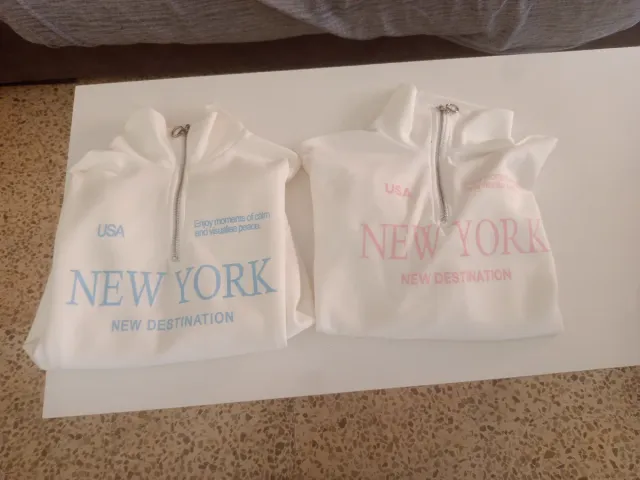 USA
Enjoy moments of calm
and visualise peace.
NEW YORK
NEW DESTINATION
USA
NEW YORK
NEW DESTINATION